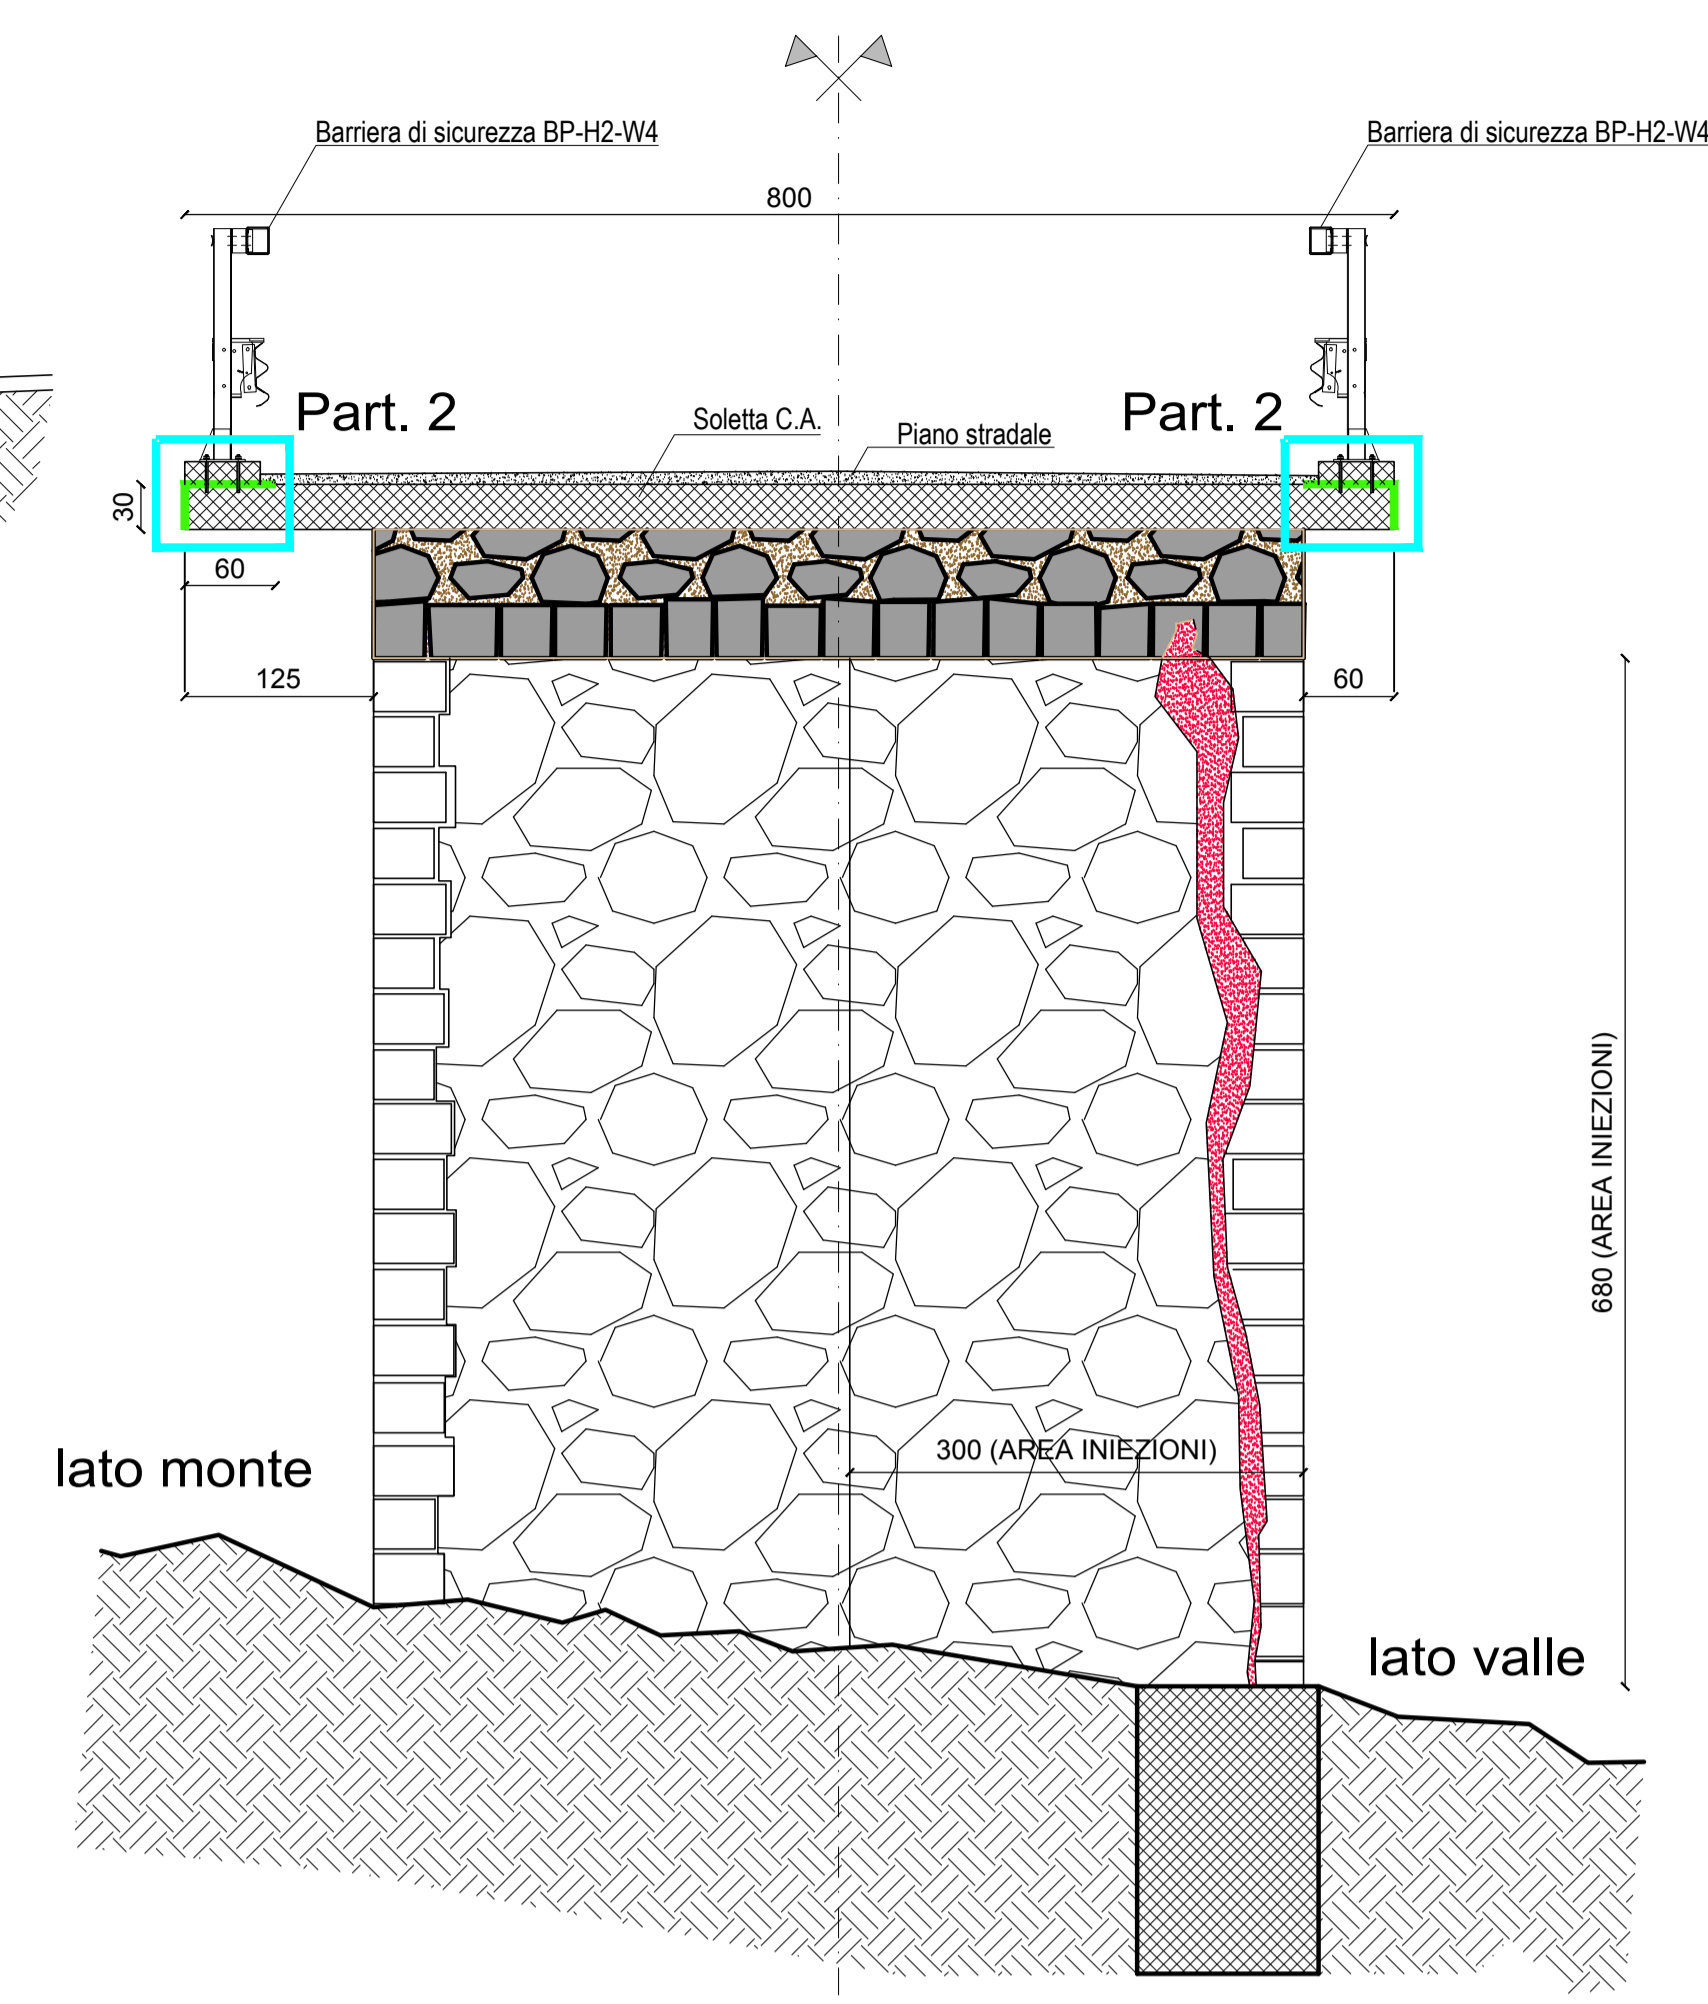 Barriera di sicurezza BP-H2-W4
Barriera di sicurezza BP-H2-W4
800
Part. 2
Part. 2
Soletta C.A.
Piano stradale
30
60
125
60
680 (AREA INIEZIONI)
300 (AREA INIEZIONI)
lato monte
lato valle